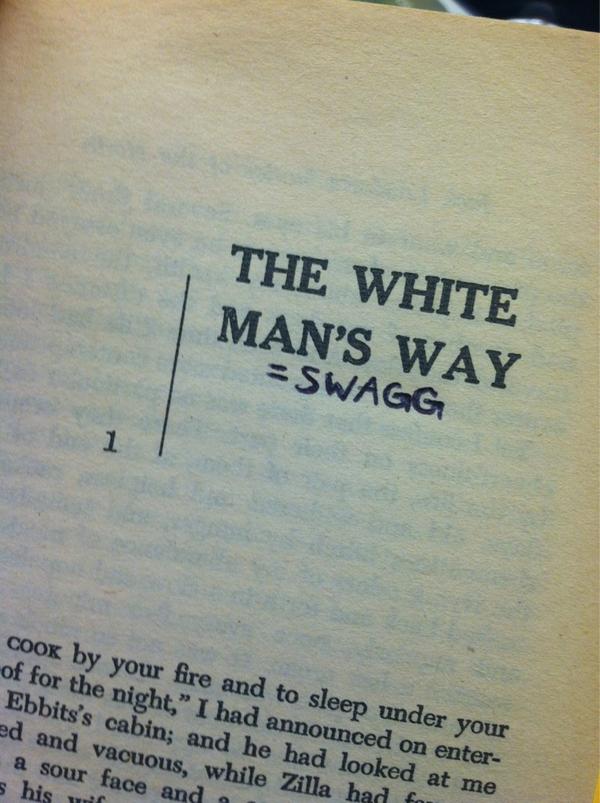 THE WHITE
MAN'S WAY
=SWAGG
1
COOK by your fire and to sleep under your
of for the night," I had announced on enter-
Ebbits's cabin; and he had looked at me
ed and vacuous, while Zilla had
a sour face and a
his